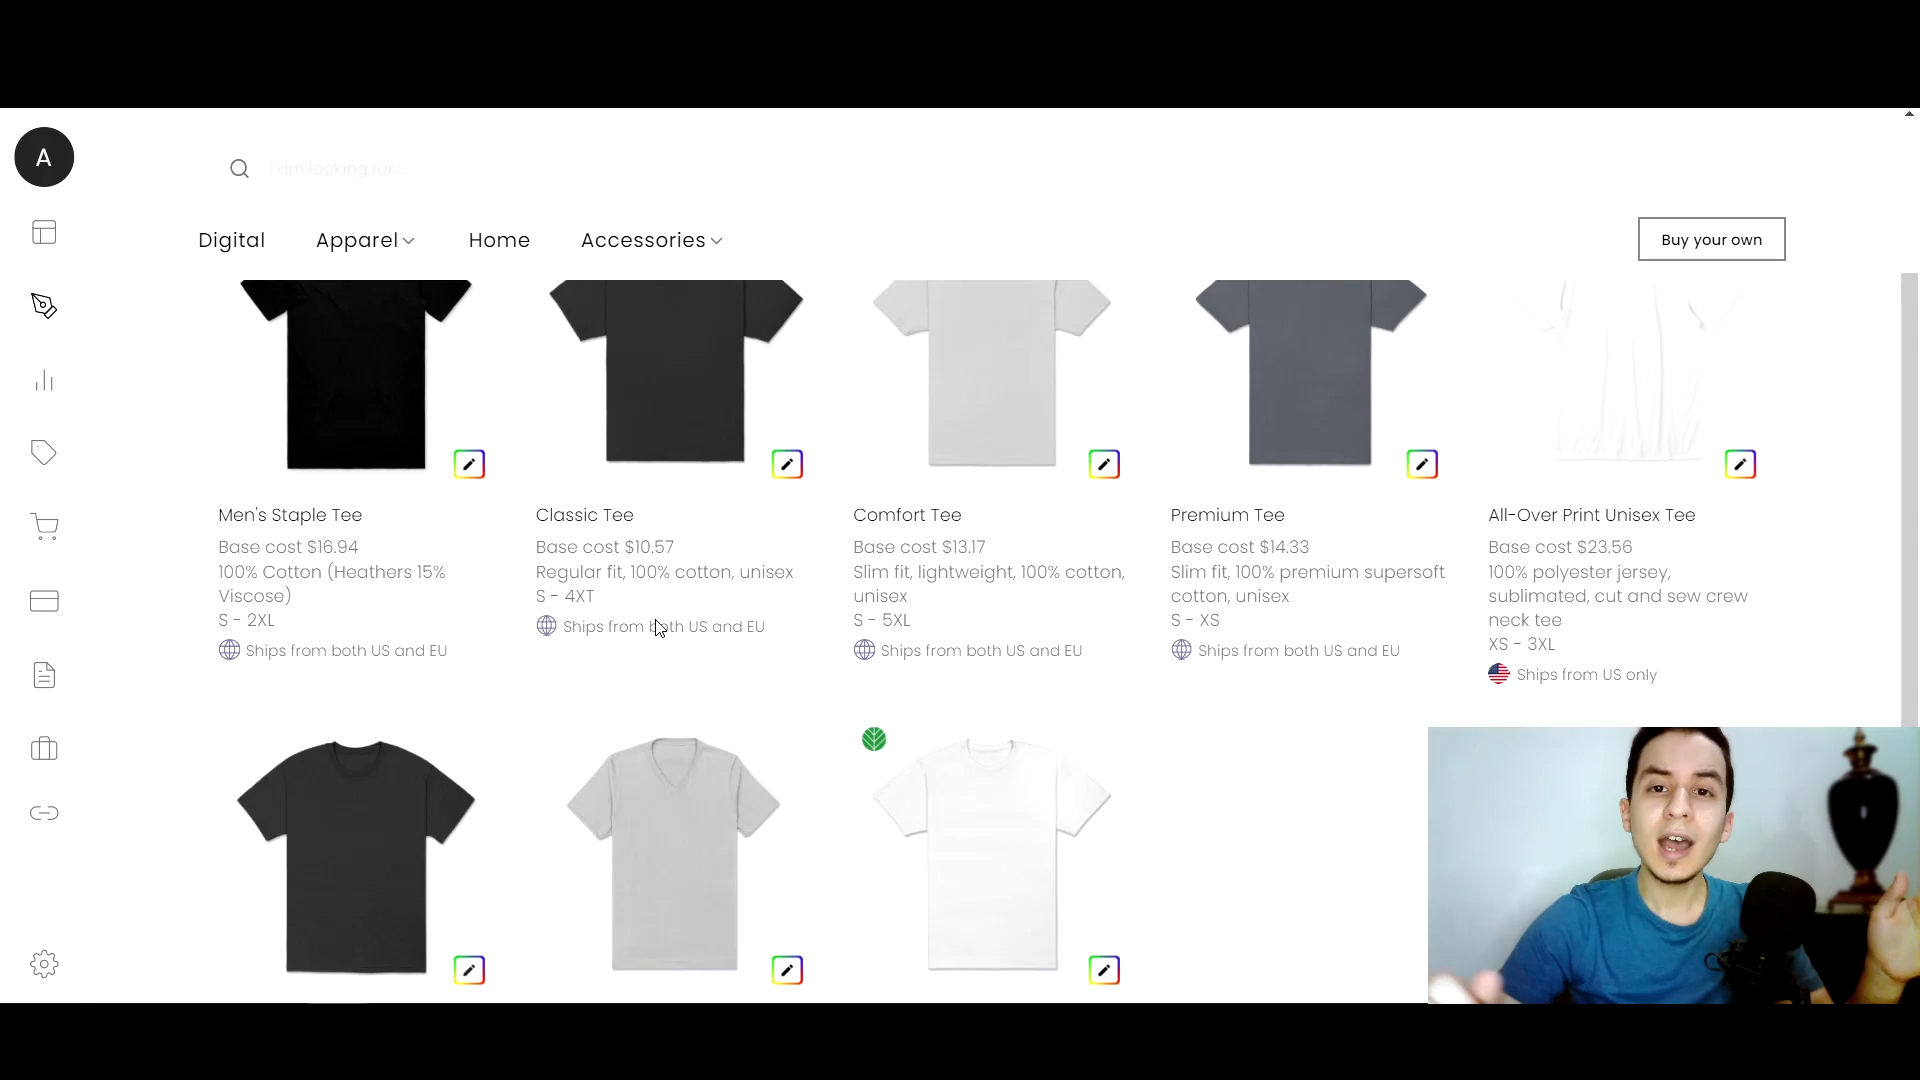 A
I am looking for...
Digital
Apparel
Home
Accessories
Buy your own
Men's Staple Tee
Base cost $16.94
100% Cotton (Heathers 15%
Viscose)
S - 2XL
Ships from both US and EU
Classic Tee
Base cost $10.57
Regular fit, 100% cotton, unisex
S - 4XT
Ships from both US and EU
Comfort Tee
Base cost $13.17
Slim fit, lightweight, 100% cotton,
unisex
S - 5XL
Ships from both US and EU
Premium Tee
Base cost $14.33
Slim fit, 100% premium supersoft
cotton, unisex
S - XS
Ships from both US and EU
All-Over Print Unisex Tee
Base cost $23.56
100% polyester jersey,
sublimated, cut and sew crew
neck tee
XS - 3XL
Ships from US only